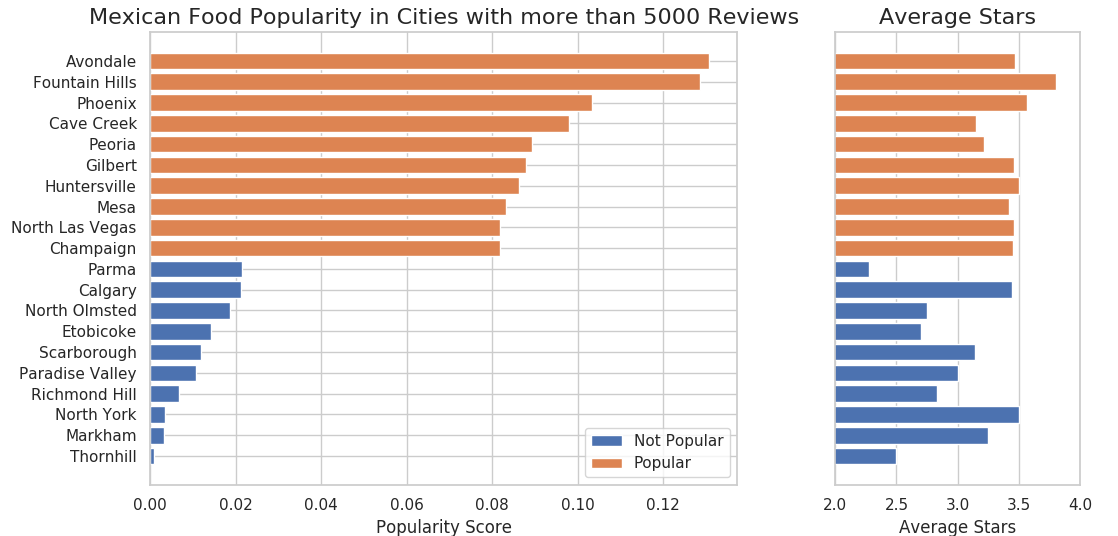 Mexican Food Popularity in Cities with more than 5000 Reviews
Avondale
Fountain Hills
Phoenix
Cave Creek
Peoria
Gilbert
Huntersville
Mesa
North Las Vegas
Champaign
Parma
Calgary
North Olmsted
Etobicoke
Scarborough
Paradise Valley
Richmond Hill
North York
Markham
Thornhill
Not Popular
Popular
0.00 0.02 0.04 0.06 0.08 0.10 0.12
Popularity Score
Average Stars
2.0 2.5 3.0 3.5 4.0
Average Stars